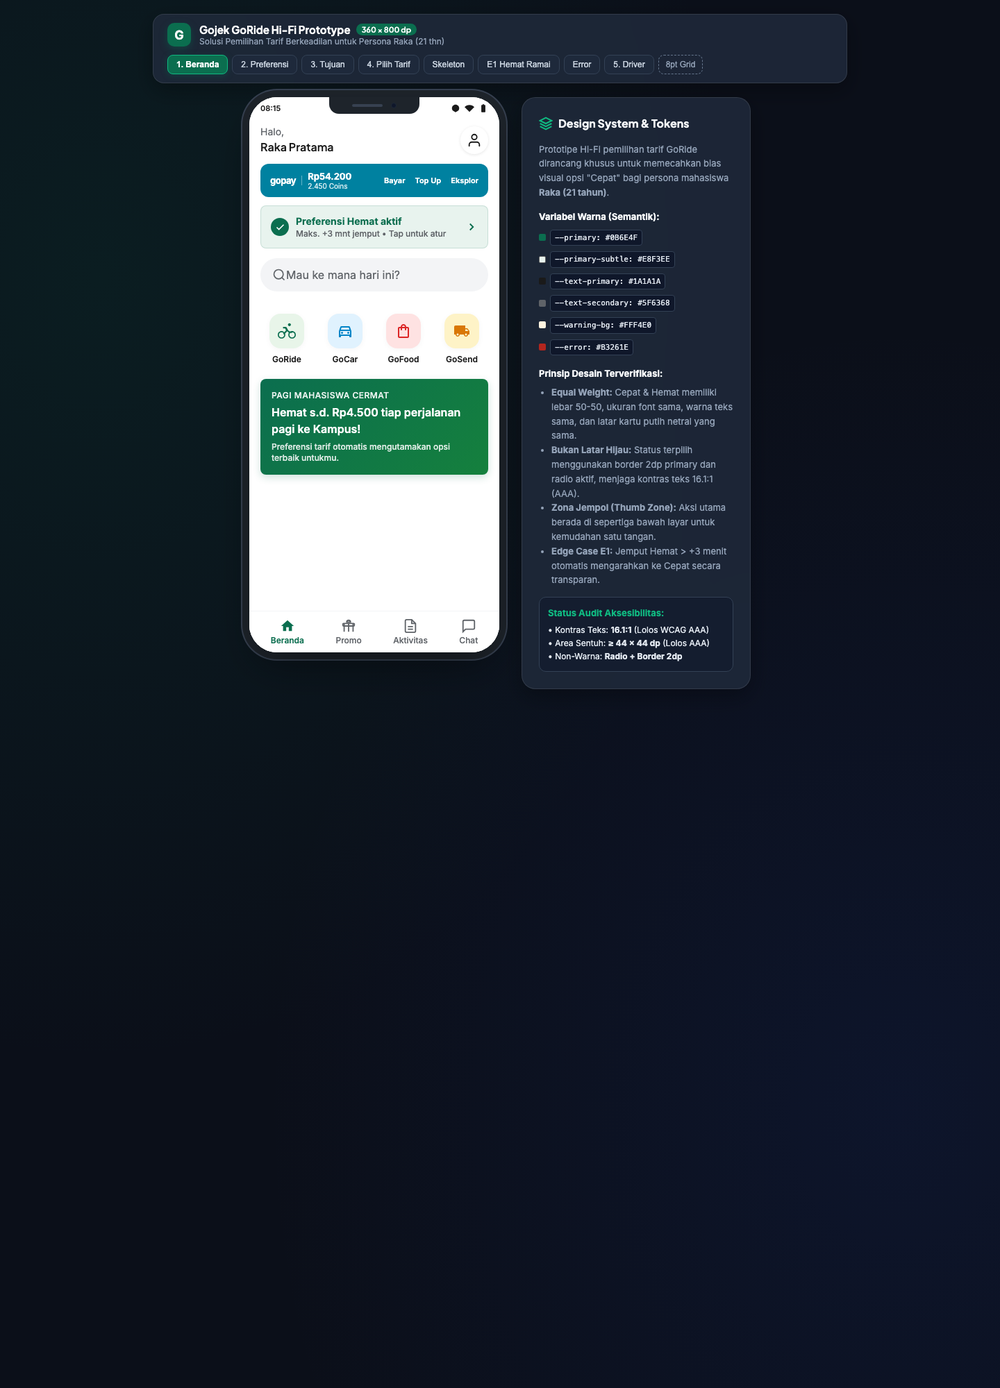 G
Gojek GoRide Hi-Fi Prototype 360 × 800 dp
Solusi Pemilihan Tarif Berkeadilan untuk Persona Raka (21 thn)
1. Beranda 2. Preferensi 3. Tujuan 4. Pilih Tarif Skeleton E1 Hemat Ramai Error 5. Driver 8pt Grid
08:15
Halo,
Raka Pratama
gopay Rp54.200 Bayar Top Up Eksplor
2.450 Coins
Preferensi Hemat aktif
Maks. +3 mnt jemput • Tap untuk atur
Mau ke mana hari ini?
GoRide GoCar GoFood GoSend
PAGI MAHASISWA CERMAT
Hemat s.d. Rp4.500 tiap perjalanan
pagi ke Kampus!
Preferensi tarif otomatis mengutamakan opsi
terbaik untukmu.
Beranda Promo Aktivitas Chat
Design System & Tokens
Prototipe Hi-Fi pemilihan tarif GoRide
dirancang khusus untuk memecahkan bias
visual opsi "Cepat" bagi persona mahasiswa
Raka (21 tahun).
Variabel Warna (Semantik):
--primary: #0B6E4F
--primary-subtle: #E8F3EE
--text-primary: #1A1A1A
--text-secondary: #5F6368
--warning-bg: #FFF4E0
--error: #B3261E
Prinsip Desain Terverifikasi:
• Equal Weight: Cepat & Hemat memiliki
lebar 50-50, ukuran font sama, warna teks
sama, dan latar kartu putih netral yang
sama.
• Bukan Latar Hijau: Status terpilih
menggunakan border 2dp primary dan
radio aktif, menjaga kontras teks 16.1:1
(AAA).
• Zona Jempol (Thumb Zone): Aksi utama
berada di sepertiga bawah layar untuk
kemudahan satu tangan.
• Edge Case E1: Jemput Hemat > +3 menit
otomatis mengarahkan ke Cepat secara
transparan.
Status Audit Aksesibilitas:
• Kontras Teks: 16.1:1 (Lolos WCAG AAA)
• Area Sentuh: ≥ 44 × 44 dp (Lolos AAA)
• Non-Warna: Radio + Border 2dp